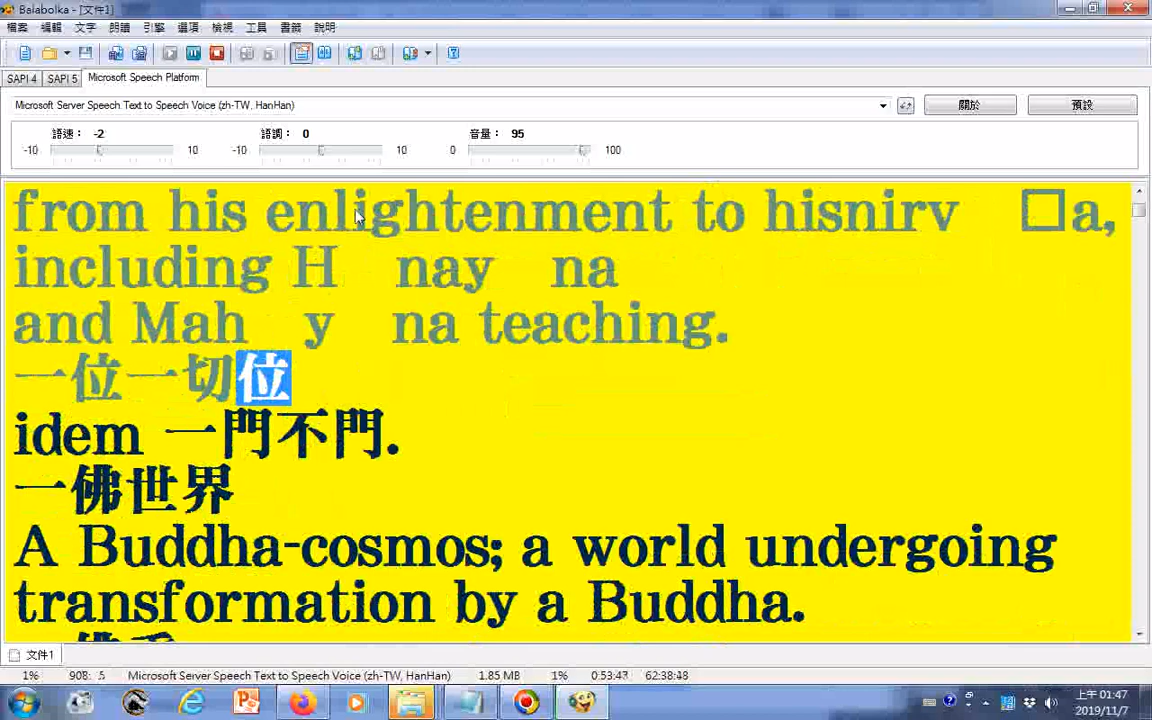 Balabolka - [文件1]
檔案 編輯 文字 朗讀 引擎 選項 檢視 工具 書籤 說明
SAPI 4 SAPI 5 Microsoft Speech Platform
Microsoft Server Speech Text to Speech Voice (zh-TW, HanHan) 關於 預設
語速： -2 語調： 0 音量： 95
-10 10 -10 10 0 100
from his enlightenment to hisnirv □a,
including H nay na
and Mah y na teaching.
一位一切位
idem 一門不門.
一佛世界
A Buddha-cosmos; a world undergoing
transformation by a Buddha.
文件1
1% Microsoft Server Speech Text to Speech Voice (zh-TW, HanHan) 1.85 MB 1% 0:53:47 62:38:48
上午 01:47
2019/11/7